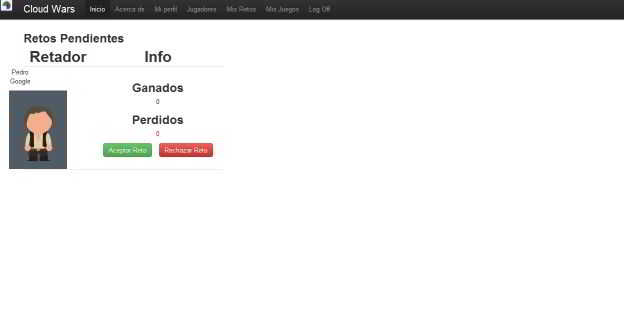 Cloud Wars Inicio Acerca de Mi perfil Jugadores Mis Retos Mis Juegos Log Off
Retos Pendientes
Retador Info
Pedro
Google
Ganados
0
Perdidos
0
Aceptar Reto Rechazar Reto